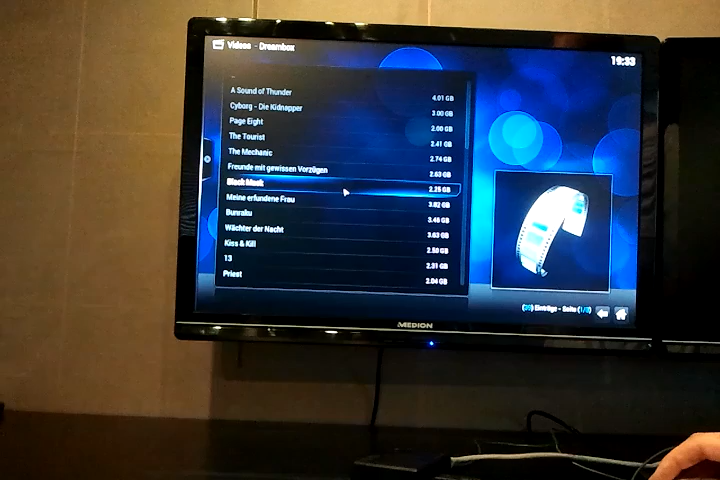 Videos - Dreambox
19:33
..
A Sound of Thunder 4.01 GB
Cyborg - Die Kidnapper 3.00 GB
Page Eight 2.00 GB
The Tourist 2.41 GB
The Mechanic 2.74 GB
Freunde mit gewissen Vorzügen 2.63 GB
Black Mask 2.25 GB
Meine erfundene Frau 3.82 GB
Bunraku 3.46 GB
Wächter der Nacht 3.63 GB
Kiss & Kill 2.50 GB
13 2.31 GB
Priest 2.04 GB
Einträge - Seite
MEDION